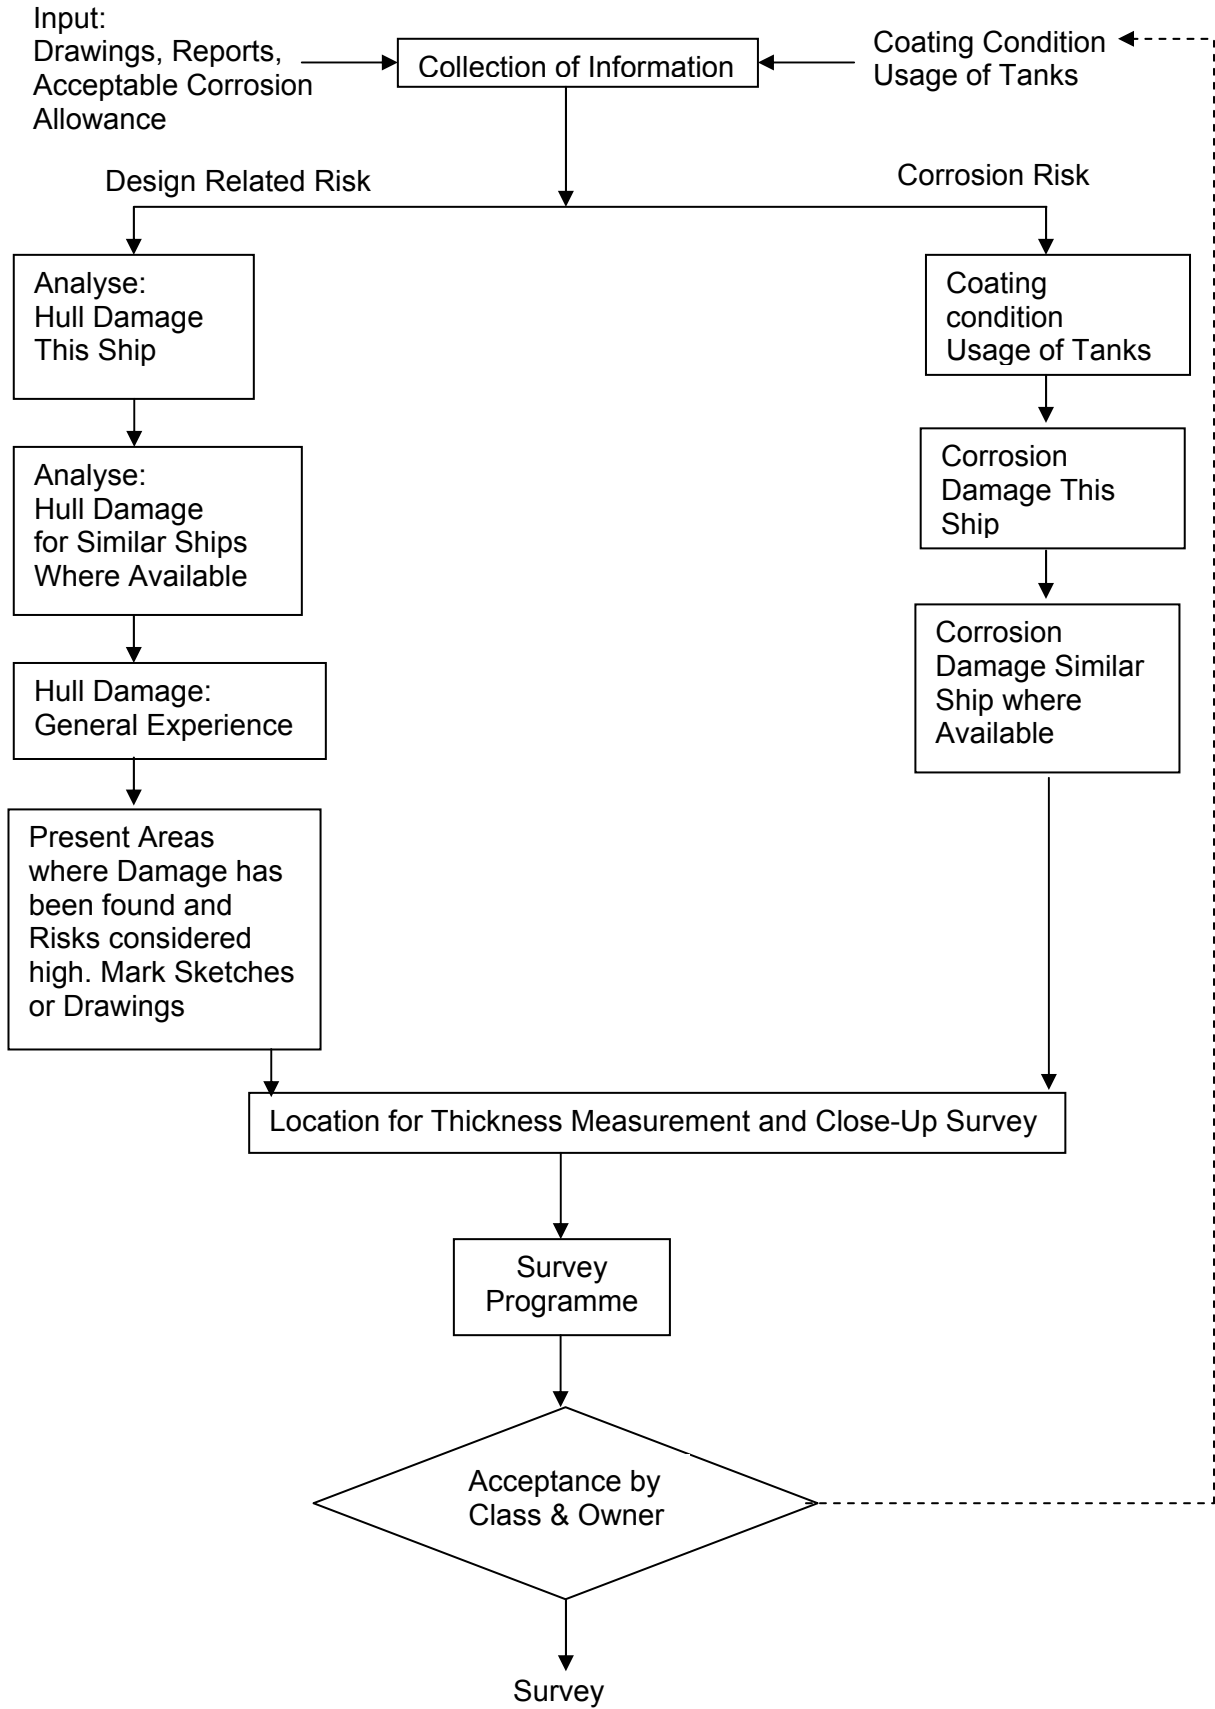 Input:
Drawings, Reports,
Acceptable Corrosion
Allowance
Collection of Information
Coating Condition
Usage of Tanks
Design Related Risk
Corrosion Risk
Analyse:
Hull Damage
This Ship
Analyse:
Hull Damage
for Similar Ships
Where Available
Hull Damage:
General Experience
Present Areas
where Damage has
been found and
Risks considered
high. Mark Sketches
or Drawings
Coating
condition
Usage of Tanks
Corrosion
Damage This
Ship
Corrosion
Damage Similar
Ship where
Available
Location for Thickness Measurement and Close-Up Survey
Survey
Programme
Acceptance by
Class & Owner
Survey